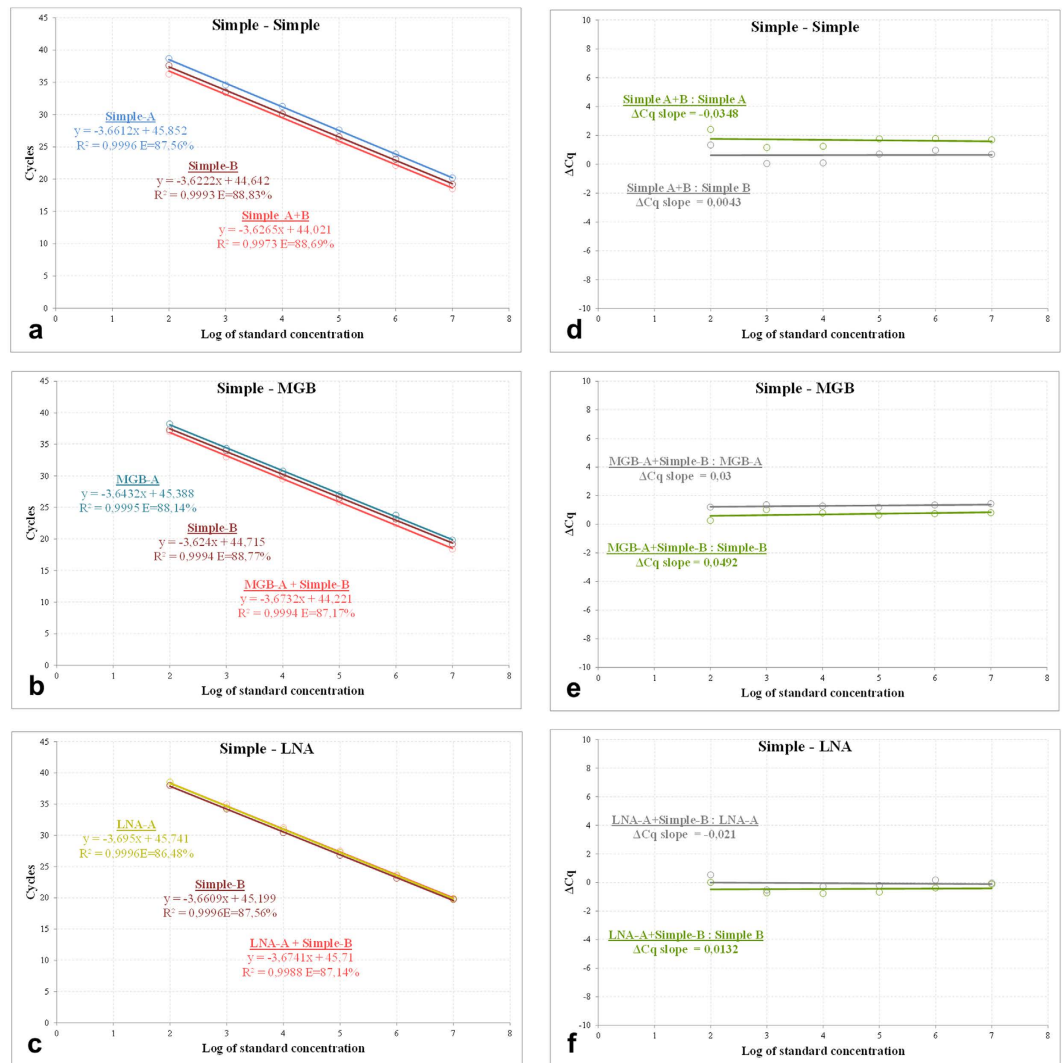 Simple - Simple
45
40
35
30
25
20
15
10
5
0
Cycles
Simple-A
y = -3,6612x + 45,852
R² = 0,9996 E=87,56%
Simple-B
y = -3,6222x + 44,642
R² = 0,9993 E=88,83%
Simple A+B
y = -3,6265x + 44,021
R² = 0,9973 E=88,69%
0 1 2 3 4 5 6 7 8
Log of standard concentration
a
Simple - Simple
10
8
6
4
2
0
-2
-4
-6
-8
-10
ΔCq
Simple A+B : Simple A
ΔCq slope = -0,0348
Simple A+B : Simple B
ΔCq slope = 0,0043
0 1 2 3 4 5 6 7 8
Log of standard concentration
d
Simple - MGB
45
40
35
30
25
20
15
10
5
0
Cycles
MGB-A
y = -3,6432x + 45,388
R² = 0,9995 E=88,14%
Simple-B
y = -3,624x + 44,715
R² = 0,9994 E=88,77%
MGB-A + Simple-B
y = -3,6732x + 44,221
R² = 0,9994 E=87,17%
0 1 2 3 4 5 6 7 8
Log of standard concentration
b
Simple - MGB
10
8
6
4
2
0
-2
-4
-6
-8
-10
ΔCq
MGB-A+Simple-B : MGB-A
ΔCq slope = 0,03
MGB-A+Simple-B : Simple-B
ΔCq slope = 0,0492
0 1 2 3 4 5 6 7 8
Log of standard concentration
e
Simple - LNA
45
40
35
30
25
20
15
10
5
0
Cycles
LNA-A
y = -3,695x + 45,741
R² = 0,9996E=86,48%
Simple-B
y = -3,6609x + 45,199
R² = 0,9996E=87,56%
LNA-A + Simple-B
y = -3,6741x + 45,71
R² = 0,9988 E=87,14%
0 1 2 3 4 5 6 7 8
Log of standard concentration
c
Simple - LNA
10
8
6
4
2
0
-2
-4
-6
-8
-10
ΔCq
LNA-A+Simple-B : LNA-A
ΔCq slope = -0,021
LNA-A+Simple-B : Simple B
ΔCq slope = 0,0132
0 1 2 3 4 5 6 7 8
Log of standard concentration
f